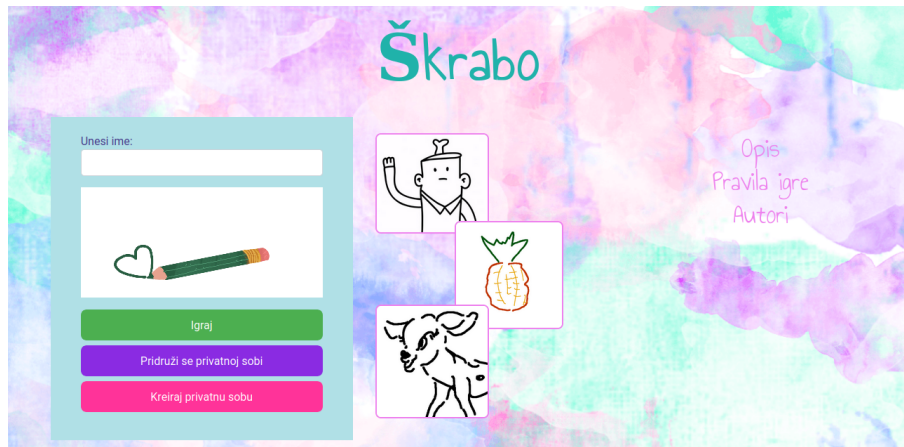 Škrabo
Unesi ime:
Igraj
Pridruži se privatnoj sobi
Kreiraj privatnu sobu
Opis
Pravila igre
Autori